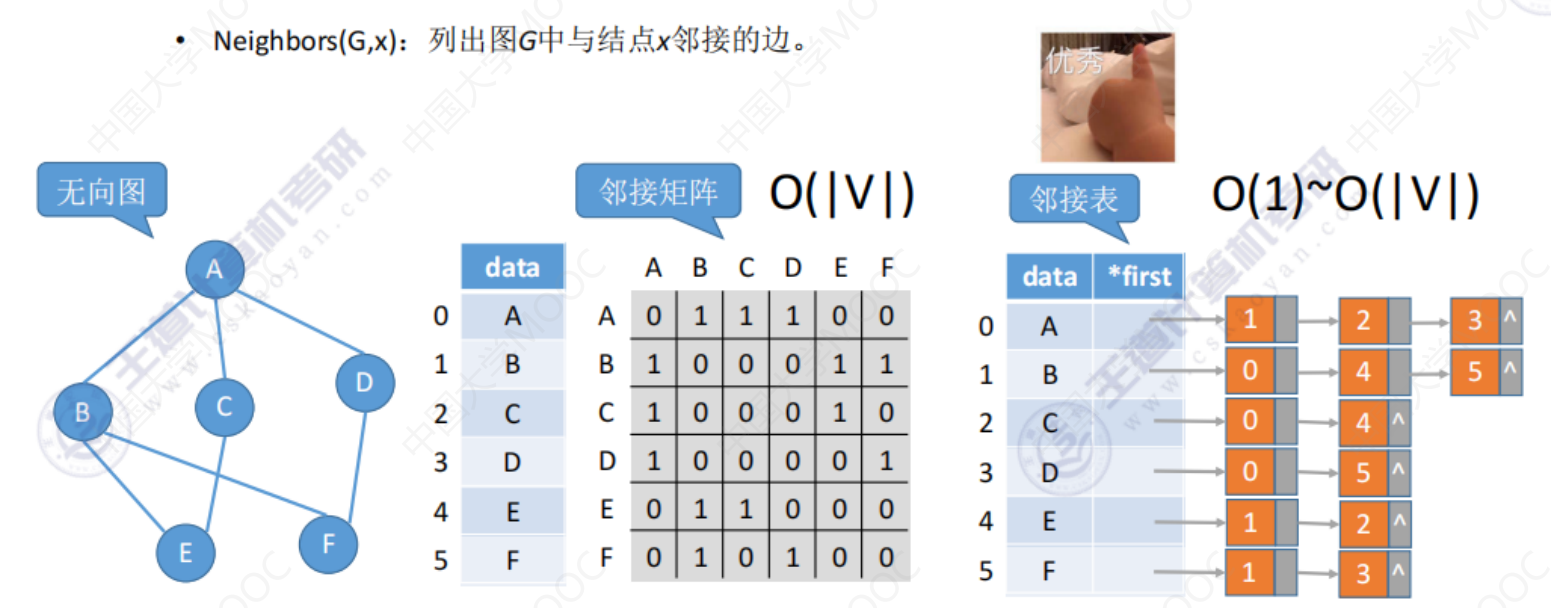 • Neighbors(G,x)：列出图G中与结点x邻接的边。
优秀
无向图
邻接矩阵
O(|V|)
邻接表
O(1)~O(|V|)
A
B
C
D
E
F
data
0 A
1 B
2 C
3 D
4 E
5 F
A B C D E F
A 0 1 1 1 0 0
B 1 0 0 0 1 1
C 1 0 0 0 1 0
D 1 0 0 0 0 1
E 0 1 1 0 0 0
F 0 1 0 1 0 0
data *first
0 A 1 2 3 ^
1 B 0 4 5 ^
2 C 0 4 ^
3 D 0 5 ^
4 E 1 2 ^
5 F 1 3 ^
中国大学MOOC
王道计算机考研
www.cskaoyan.com